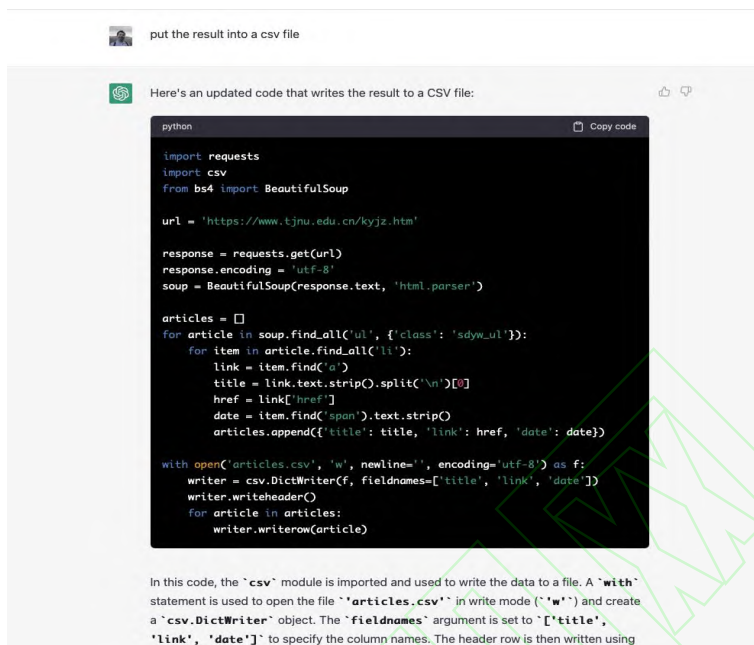 put the result into a csv file
Here's an updated code that writes the result to a CSV file:
python
Copy code
import requests
import csv
from bs4 import BeautifulSoup
url = 'https://www.tjnu.edu.cn/kyjz.htm'
response = requests.get(url)
response.encoding = 'utf-8'
soup = BeautifulSoup(response.text, 'html.parser')
articles = []
for article in soup.find_all('ul', {'class': 'sdyw_ul'}):
    for item in article.find_all('li'):
        link = item.find('a')
        title = link.text.strip().split('\n')[0]
        href = link['href']
        date = item.find('span').text.strip()
        articles.append({'title': title, 'link': href, 'date': date})
with open('articles.csv', 'w', newline='', encoding='utf-8') as f:
    writer = csv.DictWriter(f, fieldnames=['title', 'link', 'date'])
    writer.writeheader()
    for article in articles:
        writer.writerow(article)
In this code, the `csv` module is imported and used to write the data to a file. A `with`
statement is used to open the file `'articles.csv'` in write mode (`'w'`) and create
a `csv.DictWriter` object. The `fieldnames` argument is set to `['title',
'link', 'date']` to specify the column names. The header row is then written using